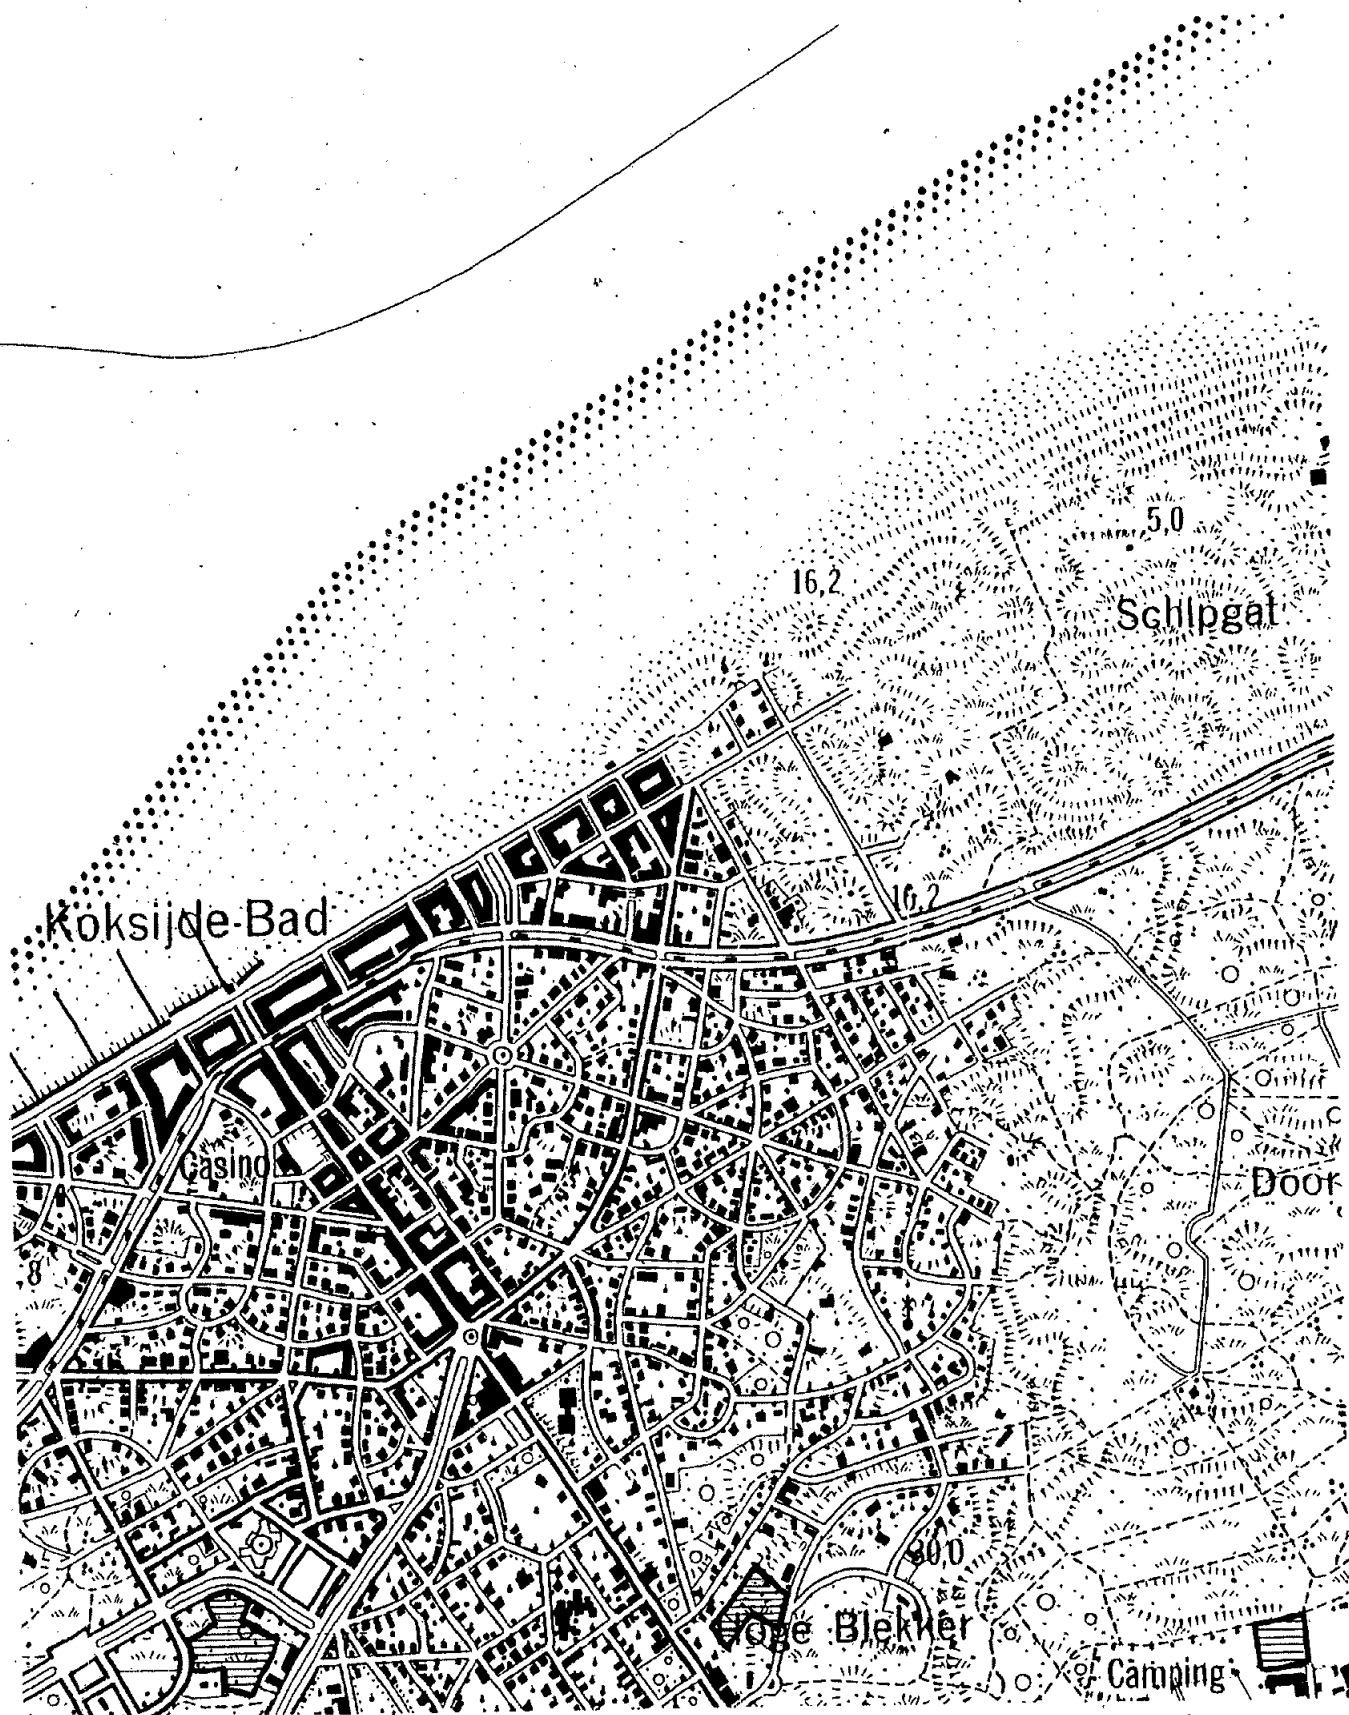 5,0
16,2
Schipgat
16,2
Koksijde-Bad
Casino
Door
8
30,0
Hoge Blekker
Camping